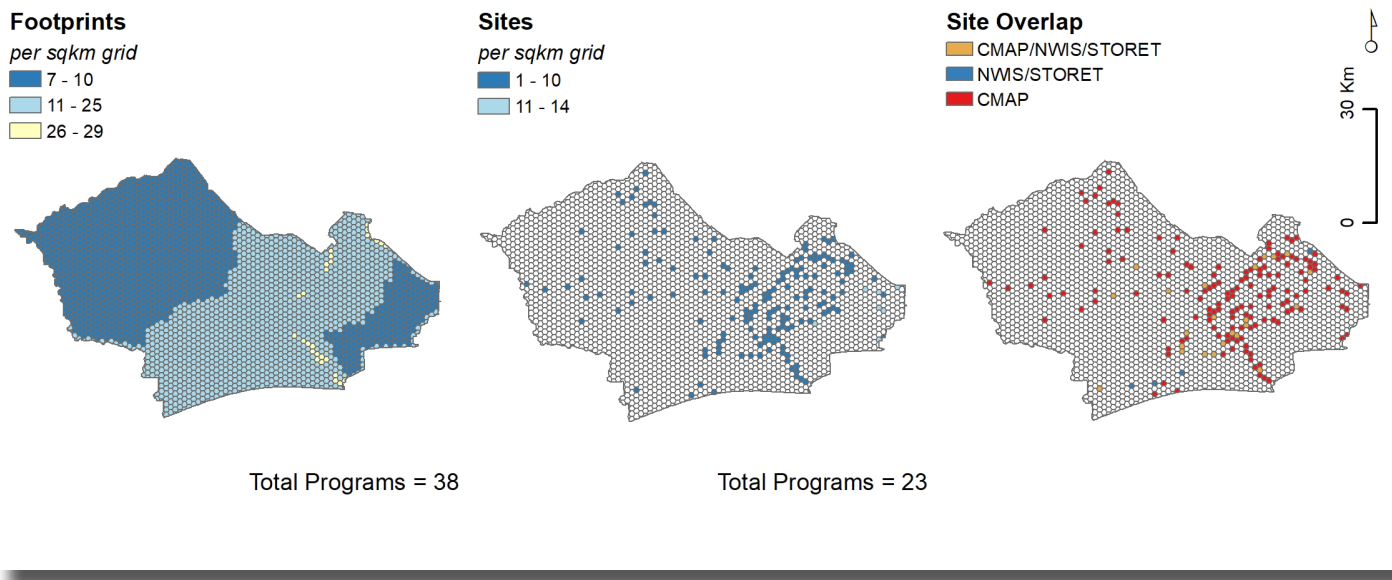 Footprints
per sqkm grid
7 - 10
11 - 25
26 - 29
Sites
per sqkm grid
1 - 10
11 - 14
Site Overlap
CMAP/NWIS/STORET
NWIS/STORET
CMAP
30 Km
0
Total Programs = 38
Total Programs = 23